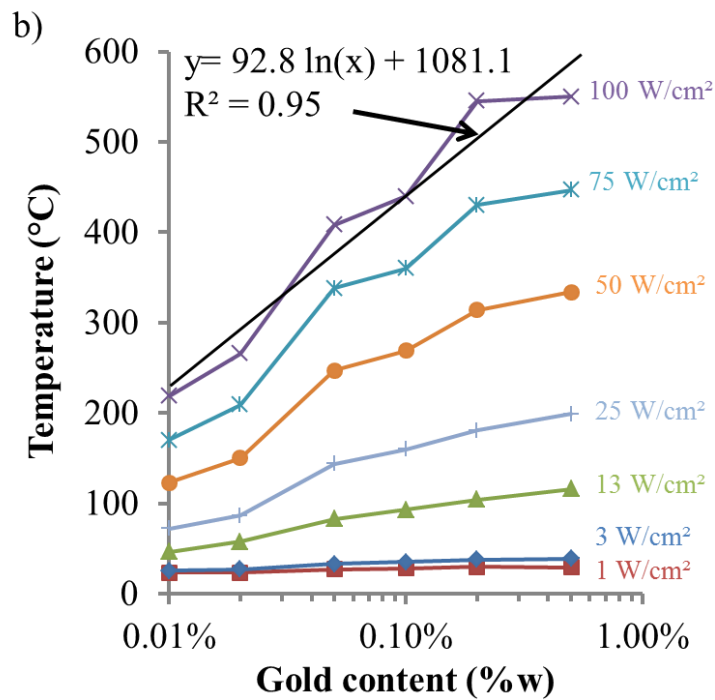 b)
600
500
400
300
200
100
0
Temperature (°C)
y= 92.8 ln(x) + 1081.1
R² = 0.95
100 W/cm²
75 W/cm²
50 W/cm²
25 W/cm²
13 W/cm²
3 W/cm²
1 W/cm²
0.01%
0.10%
1.00%
Gold content (%w)